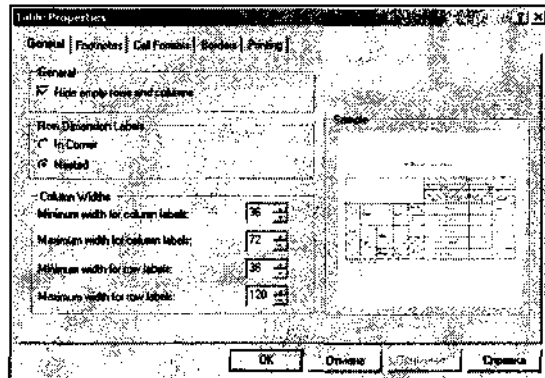 Table Properties
General Footnotes Cell Formats Borders Printing
General
Hide empty rows and columns
Row Dimension Labels
In Corner
Nested
Column Widths
Minimum width for column labels: 36
Maximum width for column labels: 72
Minimum width for row labels: 36
Maximum width for row labels: 120
Sample
OK Отмена Справка